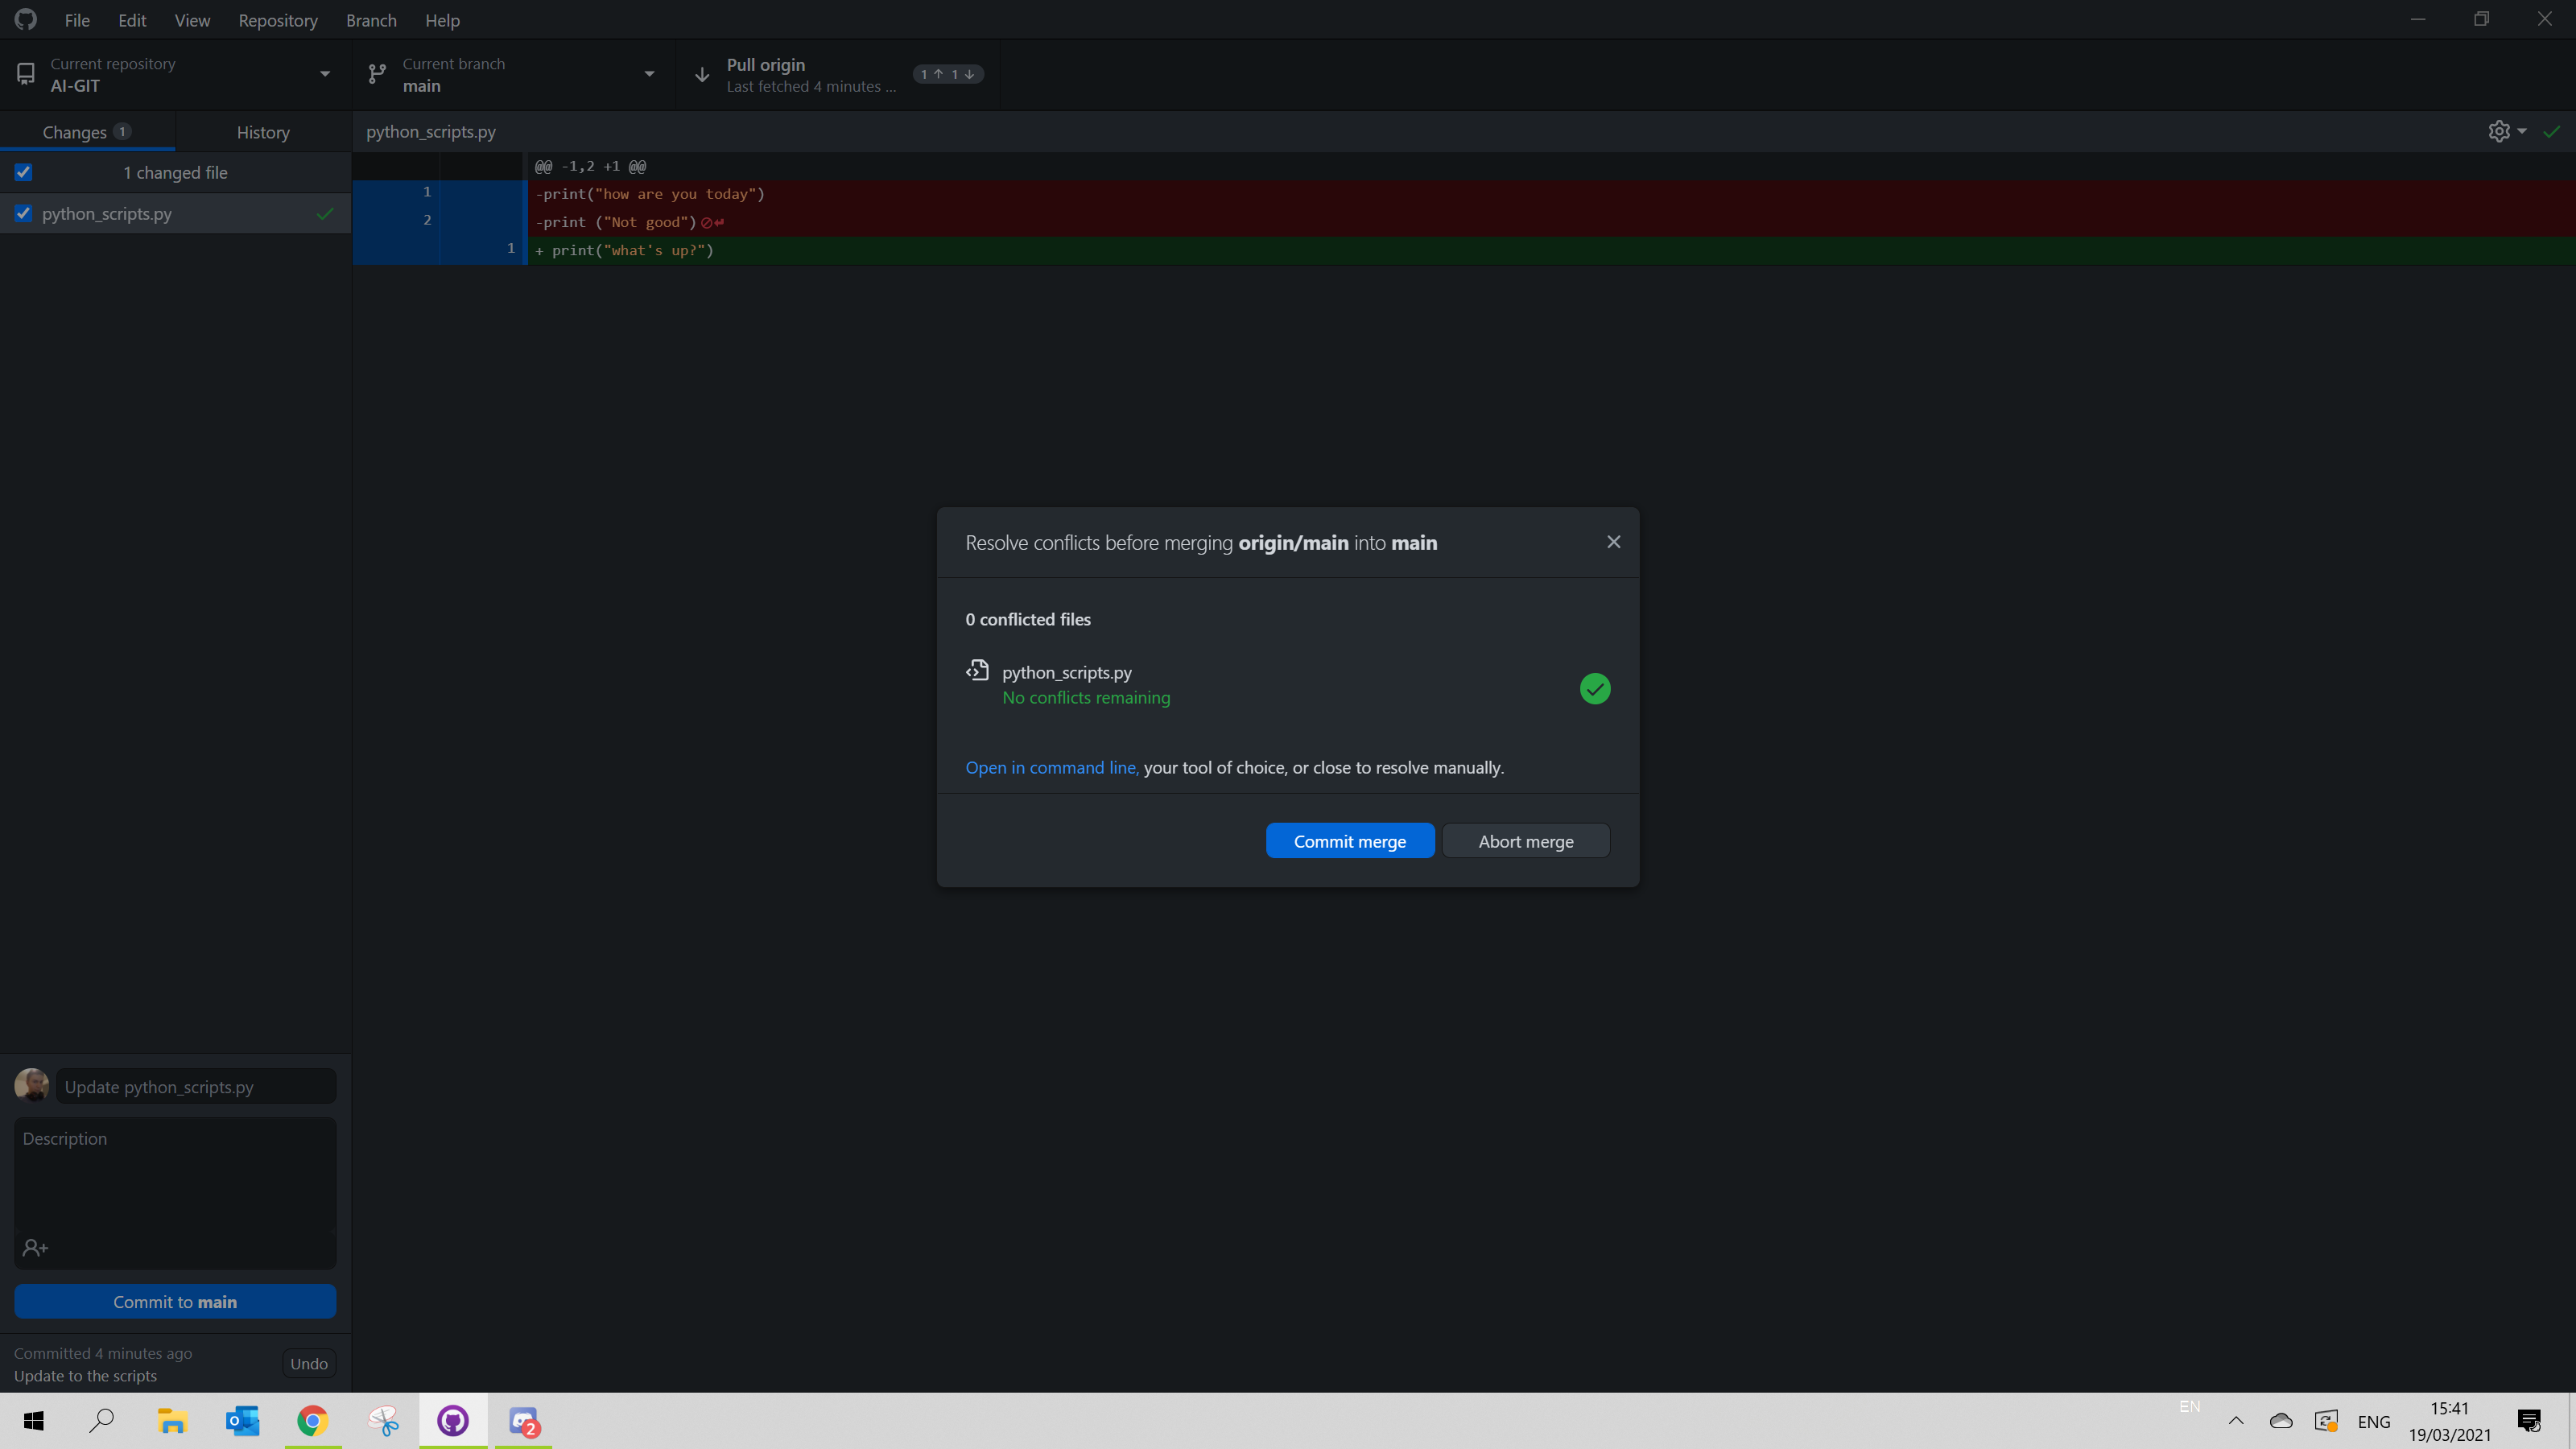 File Edit View Repository Branch Help
Current repository
AI-GIT
Current branch
main
Pull origin
Last fetched 4 minutes ...
1 ↑ 1 ↓
Changes 1
History
python_scripts.py
1 changed file
python_scripts.py
@@ -1,2 +1 @@
1 -print("how are you today")
2 -print ("Not good")
1 + print("what's up?")
Resolve conflicts before merging origin/main into main
0 conflicted files
python_scripts.py
No conflicts remaining
Open in command line, your tool of choice, or close to resolve manually.
Commit merge
Abort merge
Update python_scripts.py
Description
Commit to main
Committed 4 minutes ago
Update to the scripts
Undo
2
EN
ENG
15:41
19/03/2021